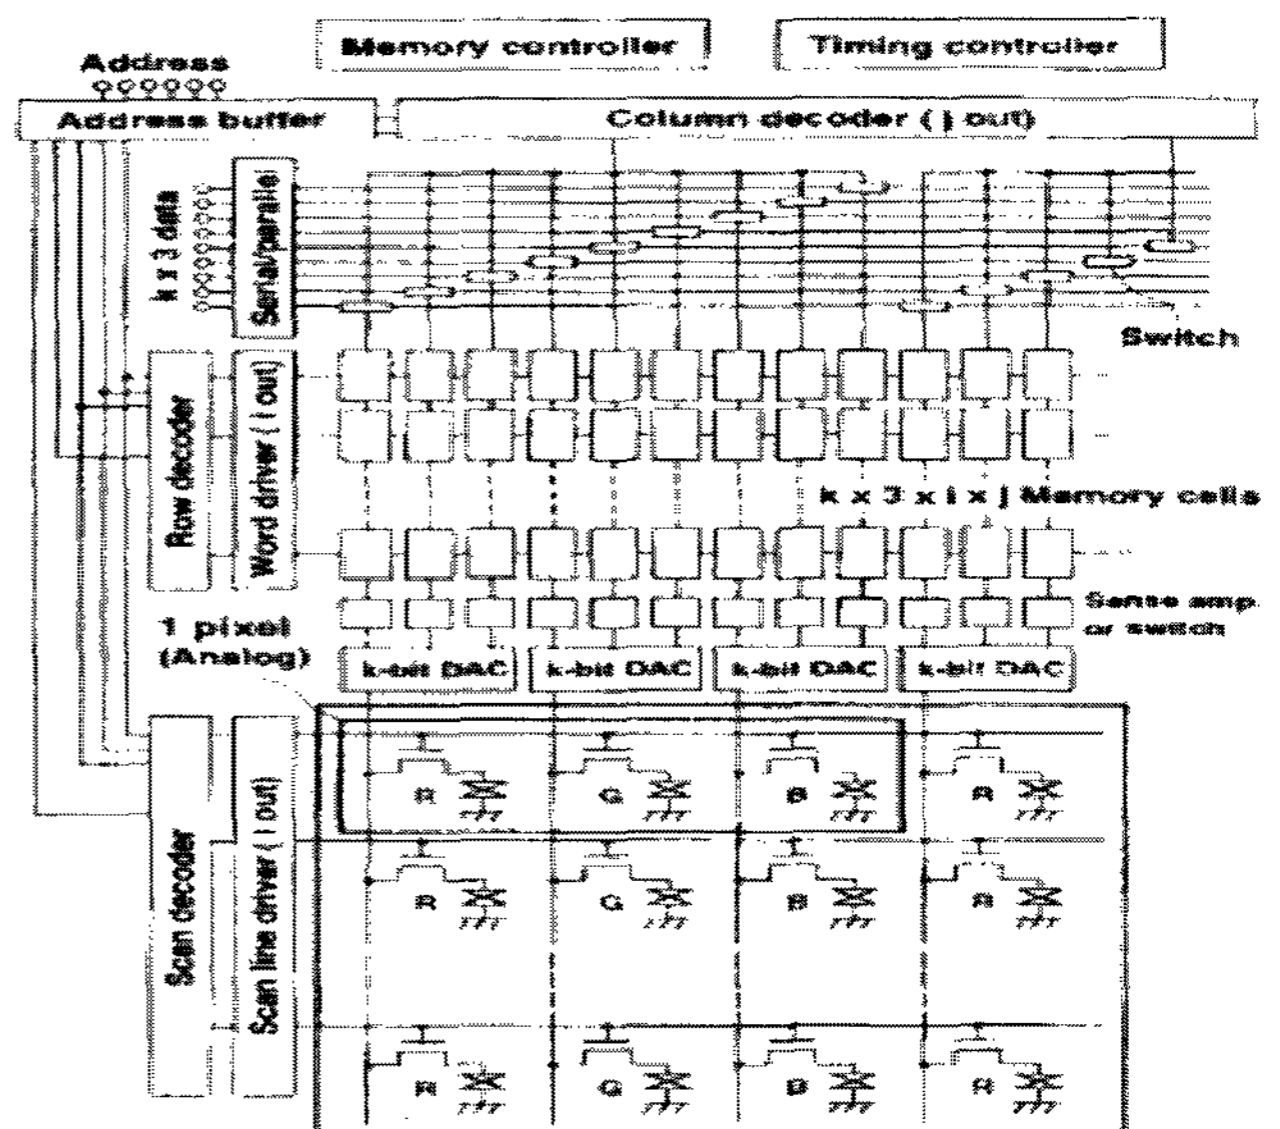 Memory controller
Timing controller
Address
Address buffer
Column decoder ( j out)
k x 3 data
Serial/parallel
Switch
Row decoder
Word driver ( i out)
k x 3 x i x j Memory cells
Sense amp.
or switch
1 pixel
(Analog)
k-bit DAC
k-bit DAC
k-bit DAC
k-bit DAC
Scan decoder
Scan line driver ( i out)
R
G
B
R
R
G
B
R
R
G
B
R